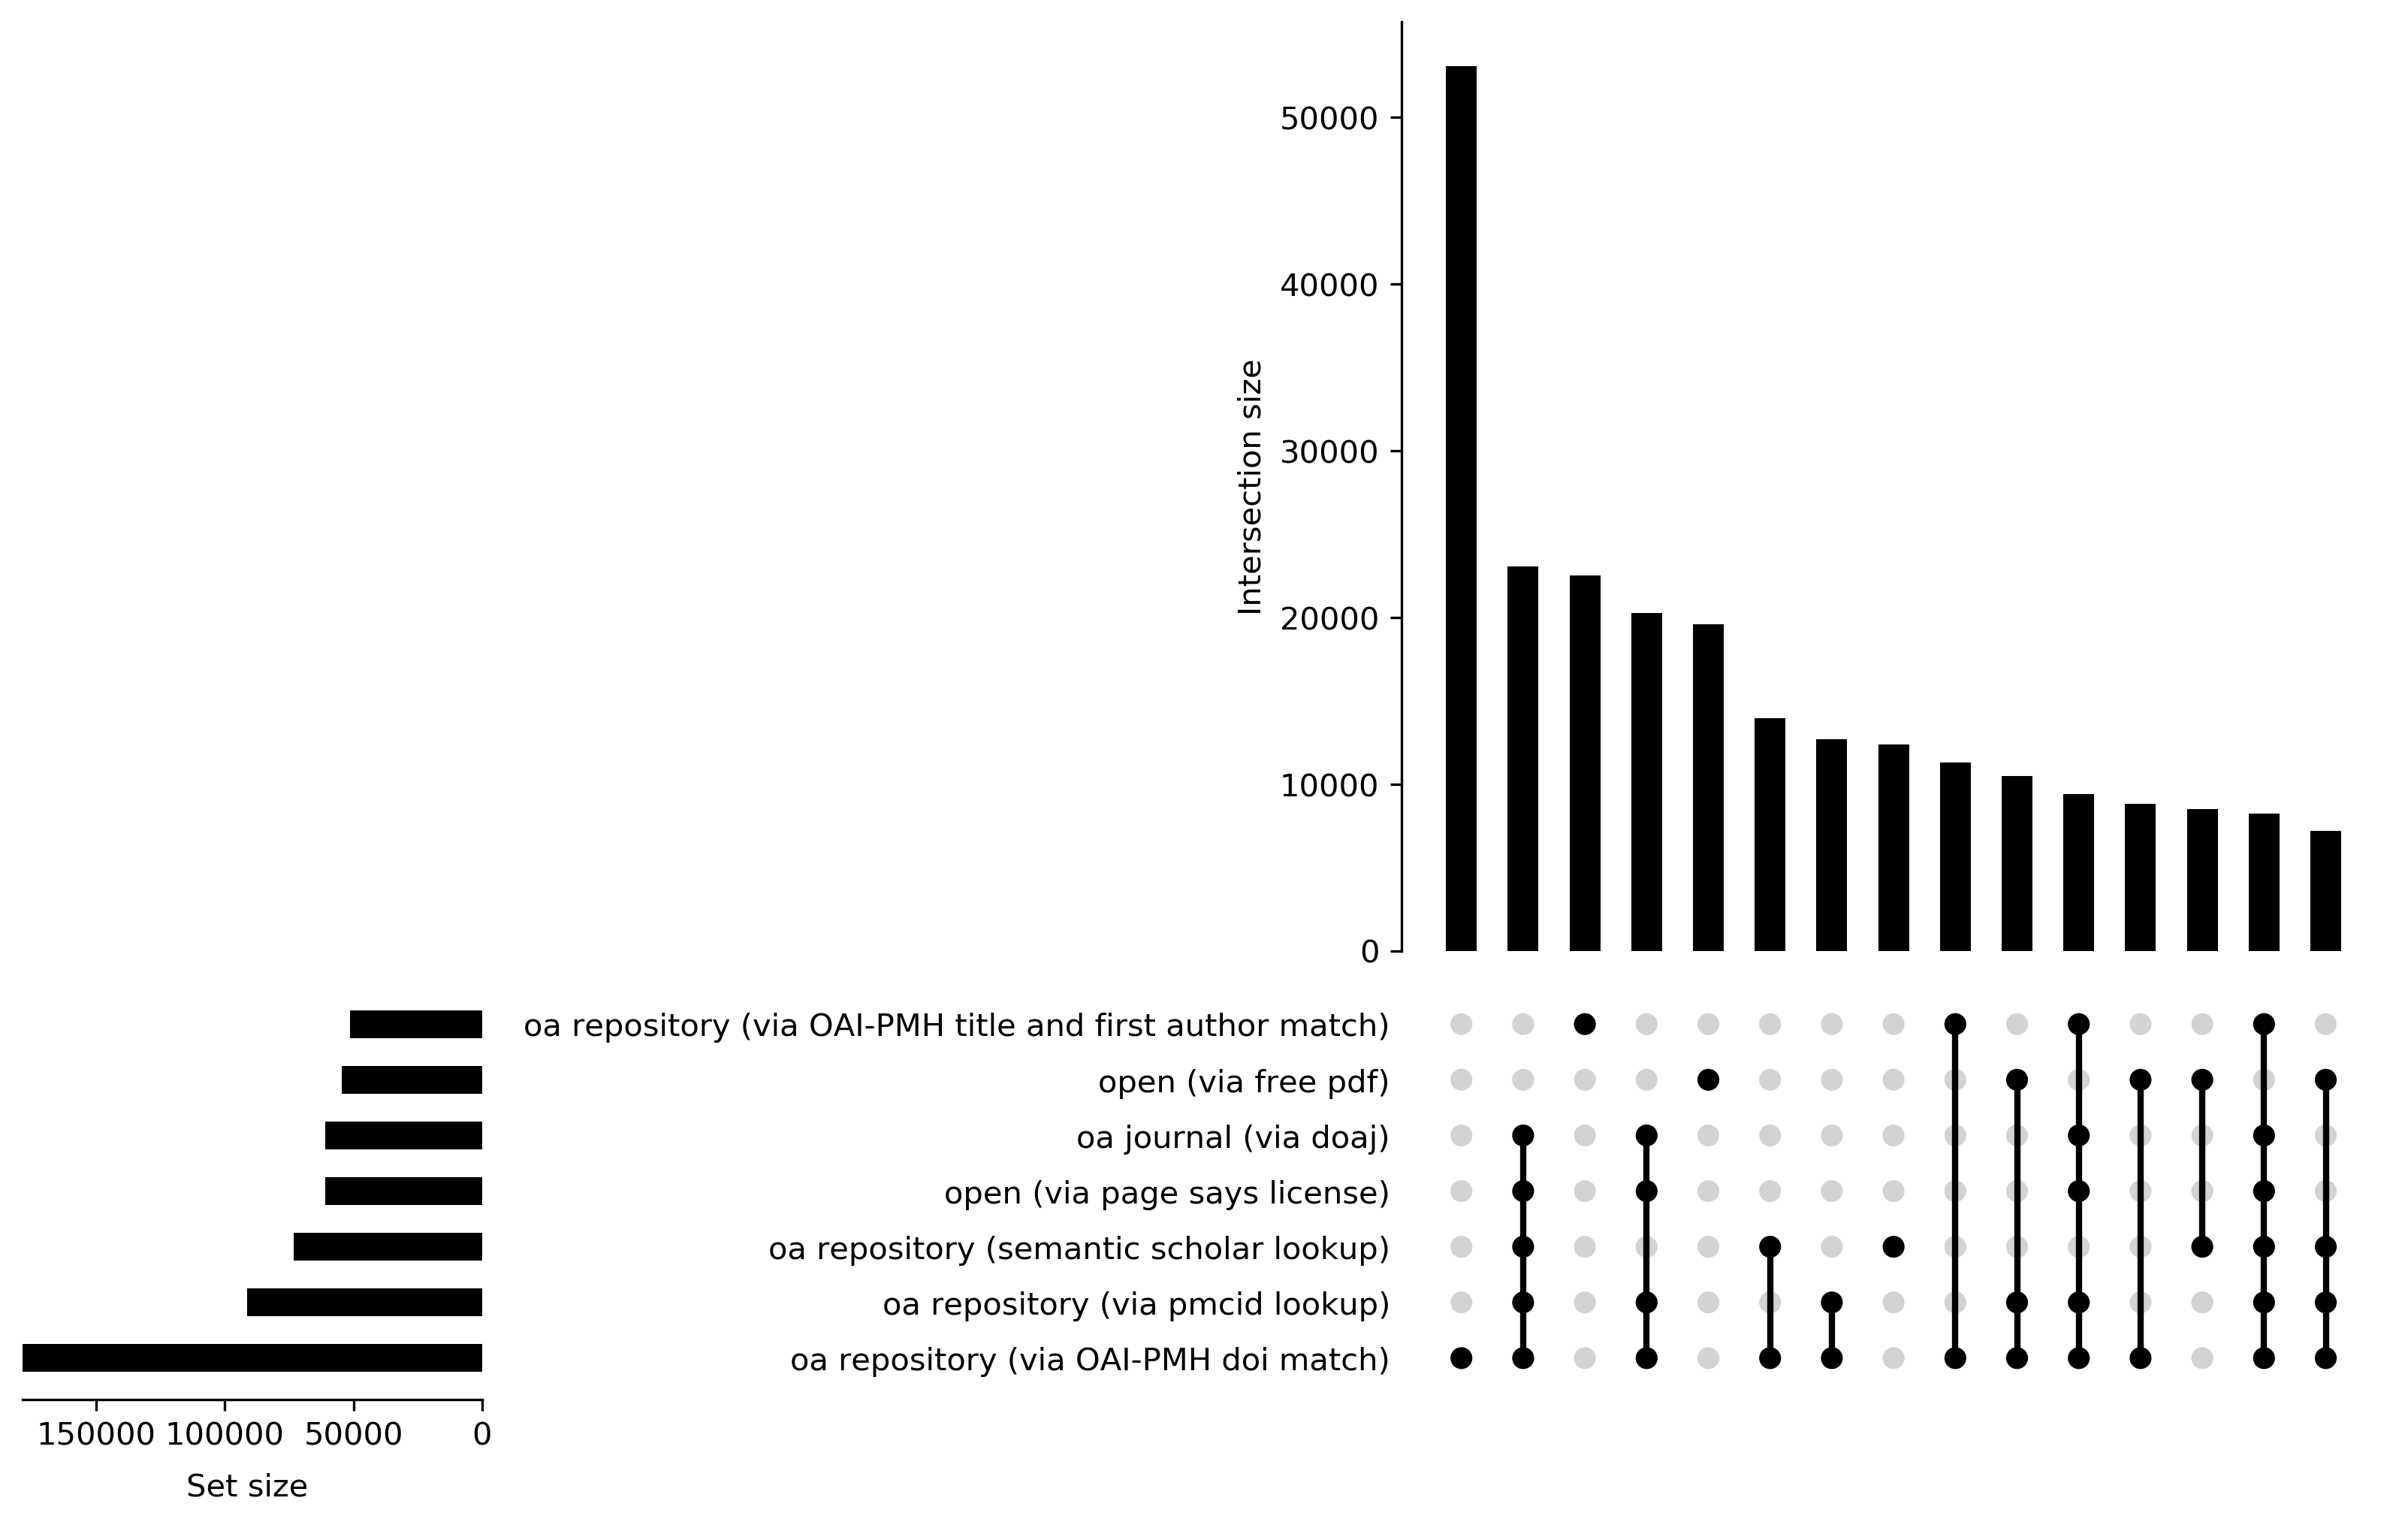 50000
40000
30000
20000
10000
0
Intersection size
oa repository (via OAI-PMH title and first author match)
open (via free pdf)
oa journal (via doaj)
open (via page says license)
oa repository (semantic scholar lookup)
oa repository (via pmcid lookup)
oa repository (via OAI-PMH doi match)
150000 100000 50000 0
Set size